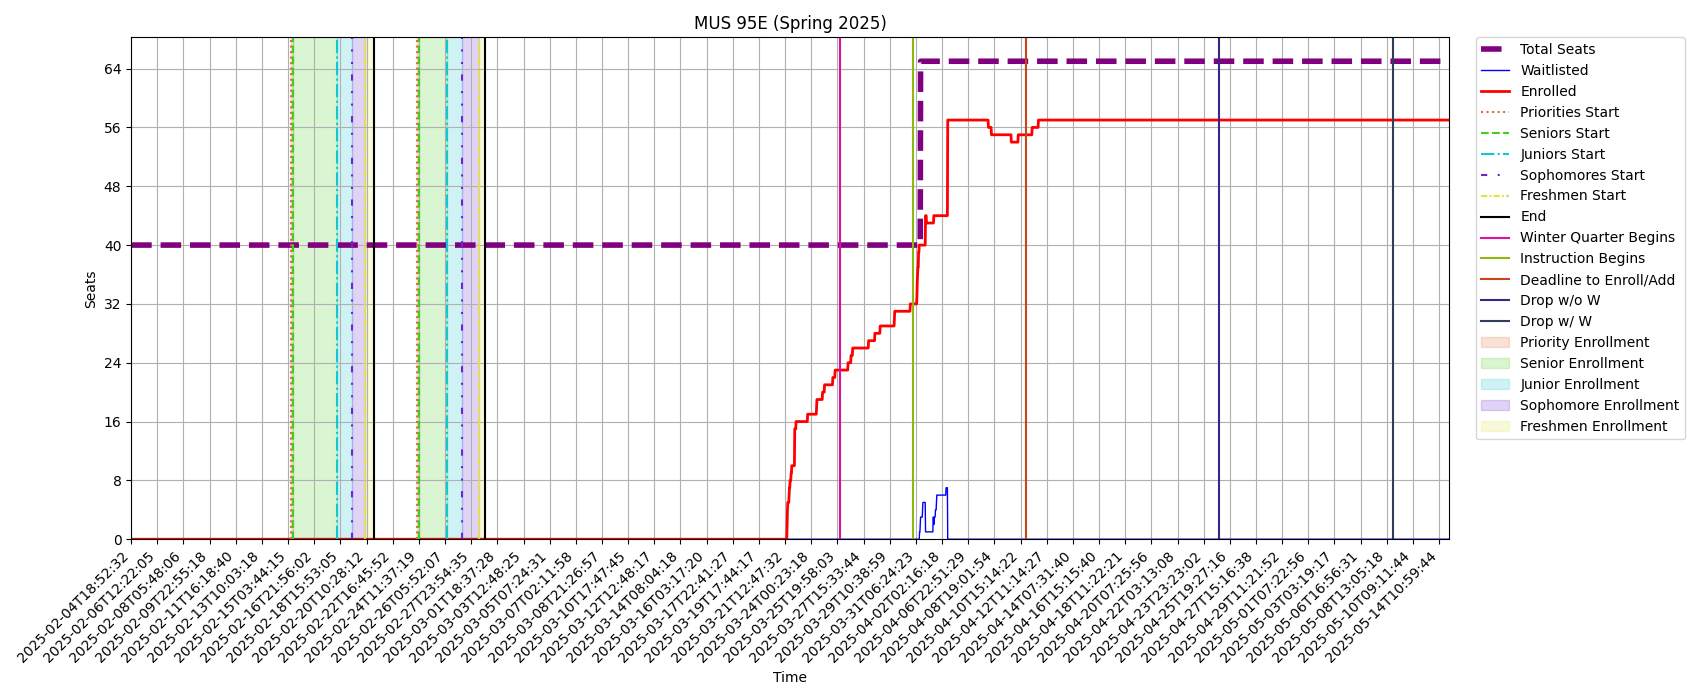 MUS 95E (Spring 2025)
Seats
64
56
48
40
32
24
16
8
0
2025-02-04T18:52:32
2025-02-06T12:22:05
2025-02-08T05:48:06
2025-02-09T22:55:18
2025-02-11T16:18:40
2025-02-13T10:03:18
2025-02-15T03:44:15
2025-02-16T21:56:02
2025-02-18T15:53:05
2025-02-20T10:28:12
2025-02-22T16:45:52
2025-02-24T11:37:19
2025-02-26T05:52:07
2025-02-27T23:54:35
2025-03-01T18:37:28
2025-03-03T12:48:25
2025-03-05T07:24:31
2025-03-07T02:11:58
2025-03-08T21:26:57
2025-03-10T17:47:45
2025-03-12T12:48:17
2025-03-14T08:04:18
2025-03-16T03:17:20
2025-03-17T22:41:27
2025-03-19T17:44:17
2025-03-21T12:47:32
2025-03-24T00:23:18
2025-03-25T19:58:03
2025-03-27T15:33:44
2025-03-29T10:38:59
2025-03-31T06:24:23
2025-04-02T02:16:18
2025-04-06T22:51:29
2025-04-08T19:01:54
2025-04-10T15:14:22
2025-04-12T11:14:27
2025-04-14T07:31:40
2025-04-16T15:15:40
2025-04-18T11:22:21
2025-04-20T07:25:56
2025-04-22T03:13:08
2025-04-23T23:23:02
2025-04-25T19:27:16
2025-04-27T15:16:38
2025-04-29T11:21:52
2025-05-01T07:22:56
2025-05-03T03:19:17
2025-05-06T16:56:31
2025-05-08T13:05:18
2025-05-10T09:11:44
2025-05-14T10:59:44
Time
Total Seats
Waitlisted
Enrolled
Priorities Start
Seniors Start
Juniors Start
Sophomores Start
Freshmen Start
End
Winter Quarter Begins
Instruction Begins
Deadline to Enroll/Add
Drop w/o W
Drop w/ W
Priority Enrollment
Senior Enrollment
Junior Enrollment
Sophomore Enrollment
Freshmen Enrollment